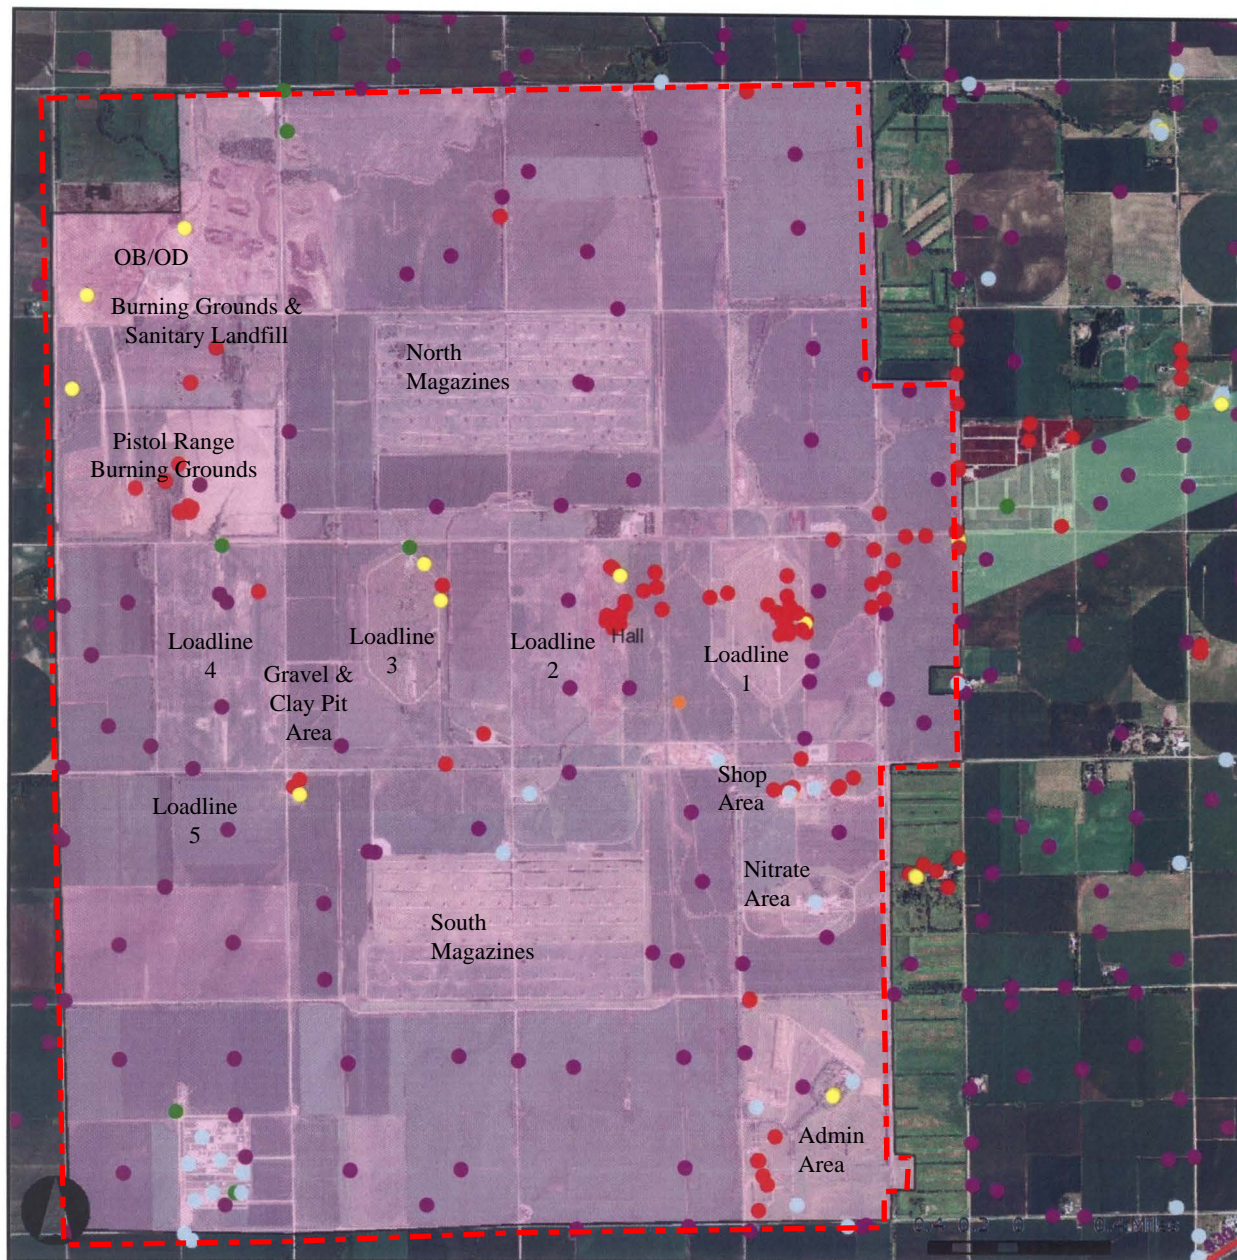 OB/OD
Burning Grounds &
Sanitary Landfill
North
Magazines
Pistol Range
Burning Grounds
Loadline
4
Loadline
3
Loadline
2
Hall
Loadline
1
Gravel &
Clay Pit
Area
Shop
Area
Loadline
5
Nitrate
Area
South
Magazines
Admin
Area
Miles